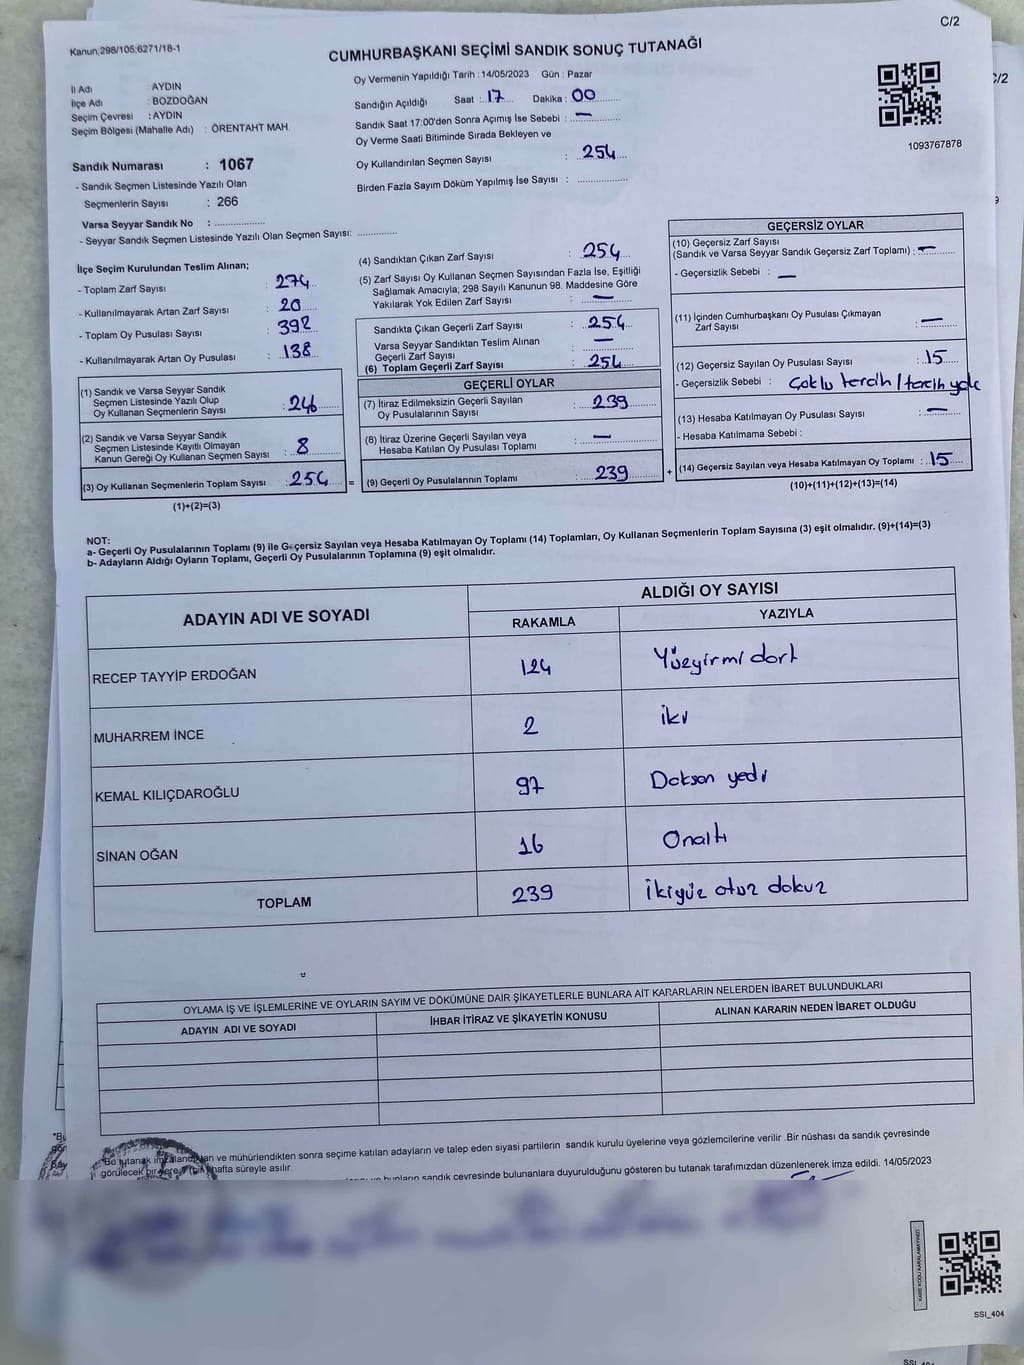 C/2
Kanun;298/105;6271/18-1
CUMHURBAŞKANI SEÇİMİ SANDIK SONUÇ TUTANAĞI
C/2
İl Adı AYDIN
İlçe Adı : BOZDOĞAN
Seçim Çevresi : AYDIN
Seçim Bölgesi (Mahalle Adı) : ÖRENTAHT MAH.
Oy Vermenin Yapıldığı Tarih : 14/05/2023 Gün : Pazar
Sandığın Açıldığı Saat : 17 Dakika : 00
Sandık Saat 17:00'den Sonra Açımış İse Sebebi : —
Oy Verme Saati Bitiminde Sırada Bekleyen ve
Oy Kullandırılan Seçmen Sayısı : 254
Birden Fazla Sayım Döküm Yapılmış İse Sayısı :
1093767878
Sandık Numarası : 1067
- Sandık Seçmen Listesinde Yazılı Olan
Seçmenlerin Sayısı : 266
Varsa Seyyar Sandık No :
- Seyyar Sandık Seçmen Listesinde Yazılı Olan Seçmen Sayısı:
İlçe Seçim Kurulundan Teslim Alınan;
- Toplam Zarf Sayısı : 274
- Kullanılmayarak Artan Zarf Sayısı : 20
- Toplam Oy Pusulası Sayısı : 392
- Kullanılmayarak Artan Oy Pusulası : 138
(1) Sandık ve Varsa Seyyar Sandık
Seçmen Listesinde Yazılı Olup
Oy Kullanan Seçmenlerin Sayısı : 246
(2) Sandık ve Varsa Seyyar Sandık
Seçmen Listesinde Kayıtlı Olmayan
Kanun Gereği Oy Kullanan Seçmen Sayısı : 8
(3) Oy Kullanan Seçmenlerin Toplam Sayısı : 254 =
(1)+(2)=(3)
(4) Sandıktan Çıkan Zarf Sayısı : 254
(5) Zarf Sayısı Oy Kullanan Seçmen Sayısından Fazla İse, Eşitliği
Sağlamak Amacıyla; 298 Sayılı Kanunun 98. Maddesine Göre
Yakılarak Yok Edilen Zarf Sayısı : —
Sandıkta Çıkan Geçerli Zarf Sayısı : 254
Varsa Seyyar Sandıktan Teslim Alınan
Geçerli Zarf Sayısı : —
(6) Toplam Geçerli Zarf Sayısı : 254
GEÇERLİ OYLAR
(7) İtiraz Edilmeksizin Geçerli Sayılan
Oy Pusulalarının Sayısı : 239
(8) İtiraz Üzerine Geçerli Sayılan veya
Hesaba Katılan Oy Pusulası Toplamı : —
(9) Geçerli Oy Pusulalarının Toplamı : 239 +
GEÇERSİZ OYLAR
(10) Geçersiz Zarf Sayısı
(Sandık ve Varsa Seyyar Sandık Geçersiz Zarf Toplamı) : —
- Geçersizlik Sebebi : —
(11) İçinden Cumhurbaşkanı Oy Pusulası Çıkmayan
Zarf Sayısı : —
(12) Geçersiz Sayılan Oy Pusulası Sayısı : 15
- Geçersizlik Sebebi : Çoklu tercih / tercih yok
(13) Hesaba Katılmayan Oy Pusulası Sayısı : —
- Hesaba Katılmama Sebebi :
(14) Geçersiz Sayılan veya Hesaba Katılmayan Oy Toplamı : 15
(10)+(11)+(12)+(13)=(14)
NOT:
a- Geçerli Oy Pusulalarının Toplamı (9) ile Geçersiz Sayılan veya Hesaba Katılmayan Oy Toplamı (14) Toplamları, Oy Kullanan Seçmenlerin Toplam Sayısına (3) eşit olmalıdır. (9)+(14)=(3)
b- Adayların Aldığı Oyların Toplamı, Geçerli Oy Pusulalarının Toplamına (9) eşit olmalıdır.
ADAYIN ADI VE SOYADI ALDIĞI OY SAYISI
RAKAMLA YAZIYLA
RECEP TAYYİP ERDOĞAN 124 Yüzyirmi dört
MUHARREM İNCE 2 iki
KEMAL KILIÇDAROĞLU 97 Doksan yedi
SİNAN OĞAN 16 Onaltı
TOPLAM 239 ikiyüz otuz dokuz
OYLAMA İŞ VE İŞLEMLERİNE VE OYLARIN SAYIM VE DÖKÜMÜNE DAİR ŞİKAYETLERLE BUNLARA AİT KARARLARIN NELERDEN İBARET BULUNDUKLARI
ADAYIN ADI VE SOYADI İHBAR İTİRAZ VE ŞİKAYETİN KONUSU ALINAN KARARIN NEDEN İBARET OLDUĞU
"Bu tutanak imzalandıktan ve mühürlendikten sonra seçime katılan adayların ve talep eden siyasi partilerin sandık kurulu üyelerine veya gözlemcilerine verilir. Bir nüshası da sandık çevresinde
görülecek bir yere bir hafta süreyle asılır.
bunların sandık çevresinde bulunanlara duyurulduğunu gösteren bu tutanak tarafımızdan düzenlenerek imza edildi. 14/05/2023
KARE KODU KARALAMAYINIZ!
SSI_404